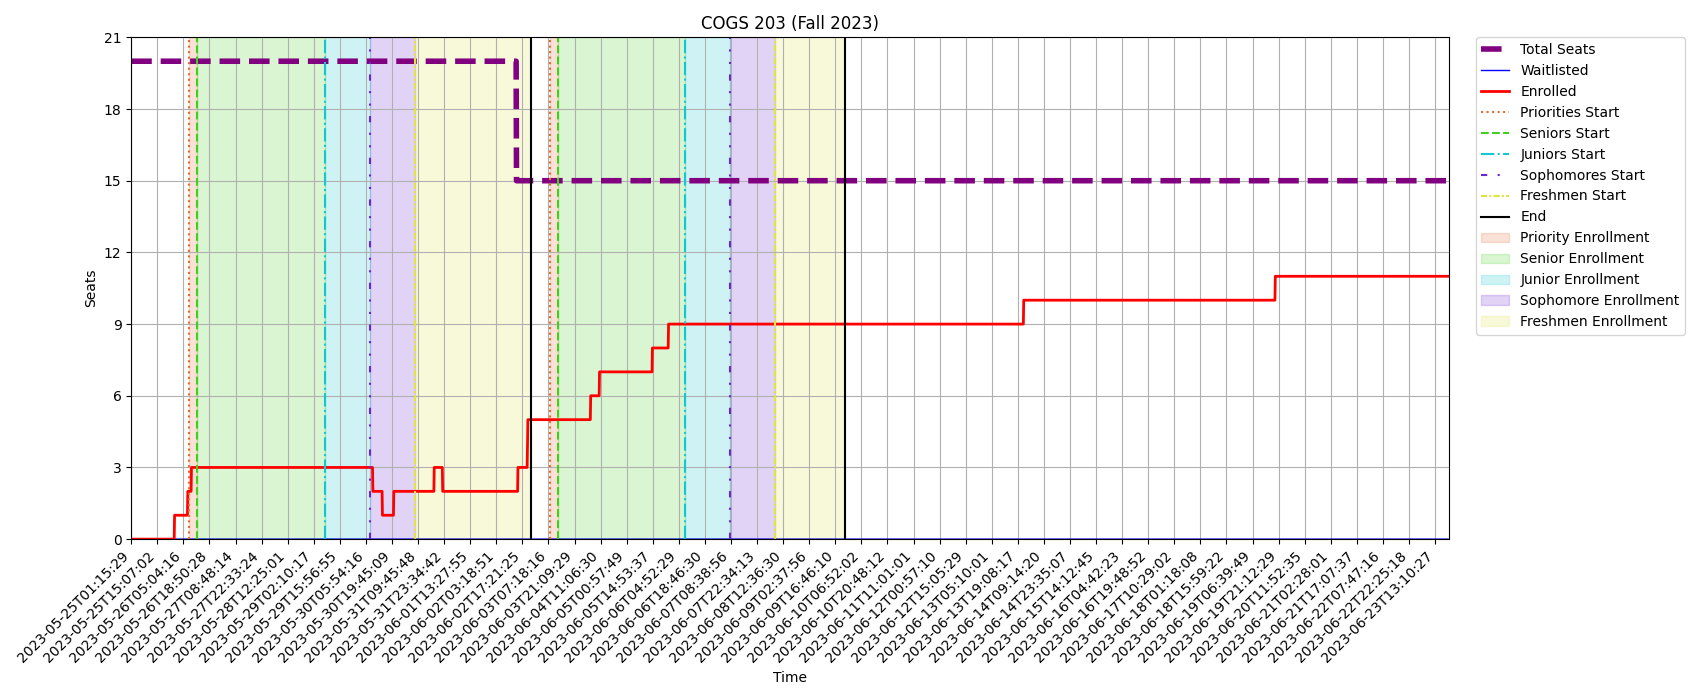 COGS 203 (Fall 2023)
21
18
15
12
9
6
3
0
Seats
2023-05-25T01:15:29
2023-05-25T15:07:02
2023-05-26T05:04:16
2023-05-26T18:50:28
2023-05-27T08:48:14
2023-05-27T22:33:24
2023-05-28T12:25:01
2023-05-29T02:10:17
2023-05-29T15:56:55
2023-05-30T05:54:16
2023-05-30T19:45:09
2023-05-31T09:45:48
2023-05-31T23:34:42
2023-06-01T13:27:55
2023-06-02T03:18:51
2023-06-02T17:21:25
2023-06-03T07:18:16
2023-06-03T21:09:29
2023-06-04T11:06:30
2023-06-05T00:57:49
2023-06-05T14:53:37
2023-06-06T04:52:29
2023-06-06T18:46:30
2023-06-07T08:38:56
2023-06-07T22:34:13
2023-06-08T12:36:30
2023-06-09T02:37:56
2023-06-09T16:46:10
2023-06-10T06:52:02
2023-06-10T20:48:12
2023-06-11T11:01:01
2023-06-12T00:57:10
2023-06-12T15:05:29
2023-06-13T05:10:01
2023-06-13T19:08:17
2023-06-14T09:14:20
2023-06-14T23:35:07
2023-06-15T14:12:45
2023-06-16T04:42:23
2023-06-16T19:48:52
2023-06-17T10:29:02
2023-06-18T01:18:08
2023-06-18T15:59:22
2023-06-19T06:39:49
2023-06-19T21:12:29
2023-06-20T11:52:35
2023-06-21T02:28:01
2023-06-21T17:07:37
2023-06-22T07:47:16
2023-06-22T22:25:18
2023-06-23T13:10:27
Time
Total Seats
Waitlisted
Enrolled
Priorities Start
Seniors Start
Juniors Start
Sophomores Start
Freshmen Start
End
Priority Enrollment
Senior Enrollment
Junior Enrollment
Sophomore Enrollment
Freshmen Enrollment